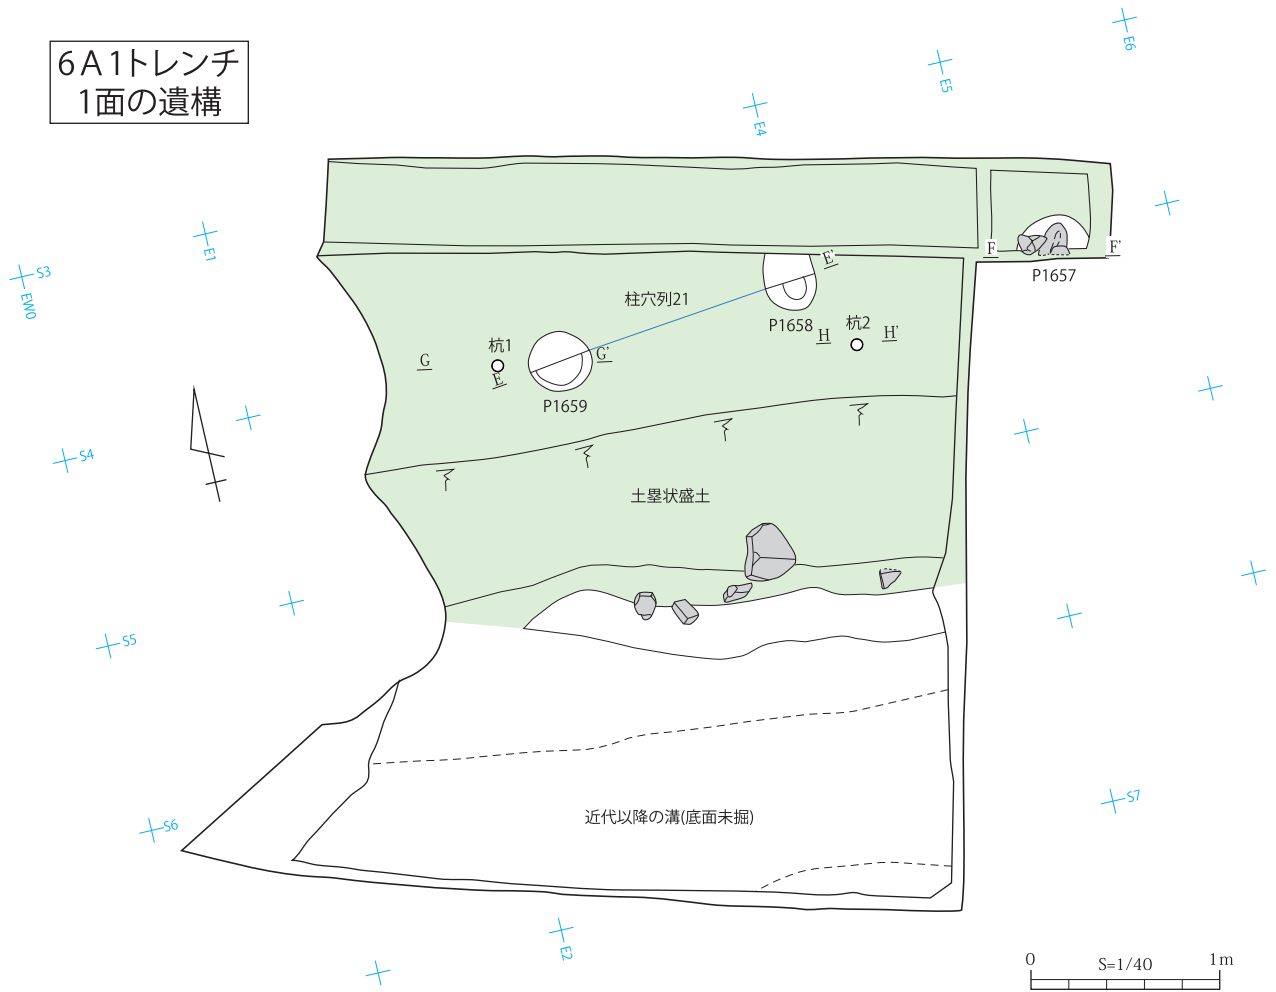 6A1トレンチ
1面の遺構
E6
E5
E4
E1
S3
EW0
F
F'
P1657
E'
柱穴列21
P1658
杭2
H
H'
杭1
G
G'
E
P1659
S4
土塁状盛土
S5
S6
近代以降の溝(底面未掘)
S7
E2
0
S=1/40
1m